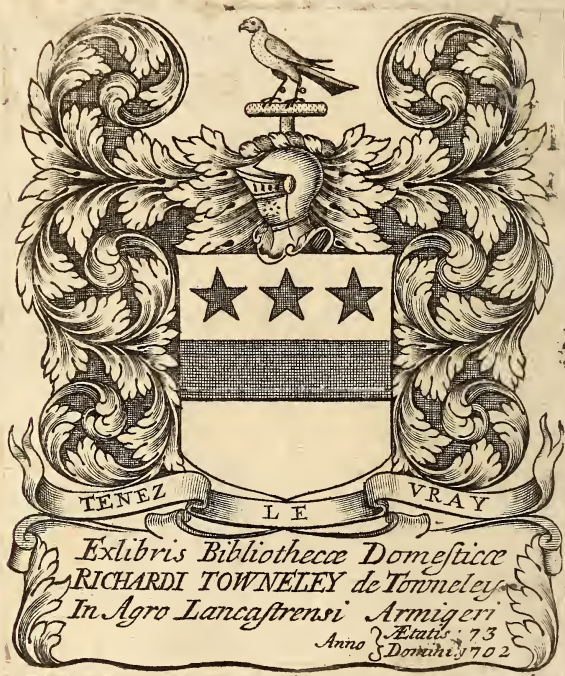 TENEZ LE VRAY
Exlibris Bibliothecæ Domeſticæ
RICHARDI TOWNELEY de Towneley
In Agro Lancaſtrensi Armigeri
Anno } Ætatis: 73
Domini: 1702